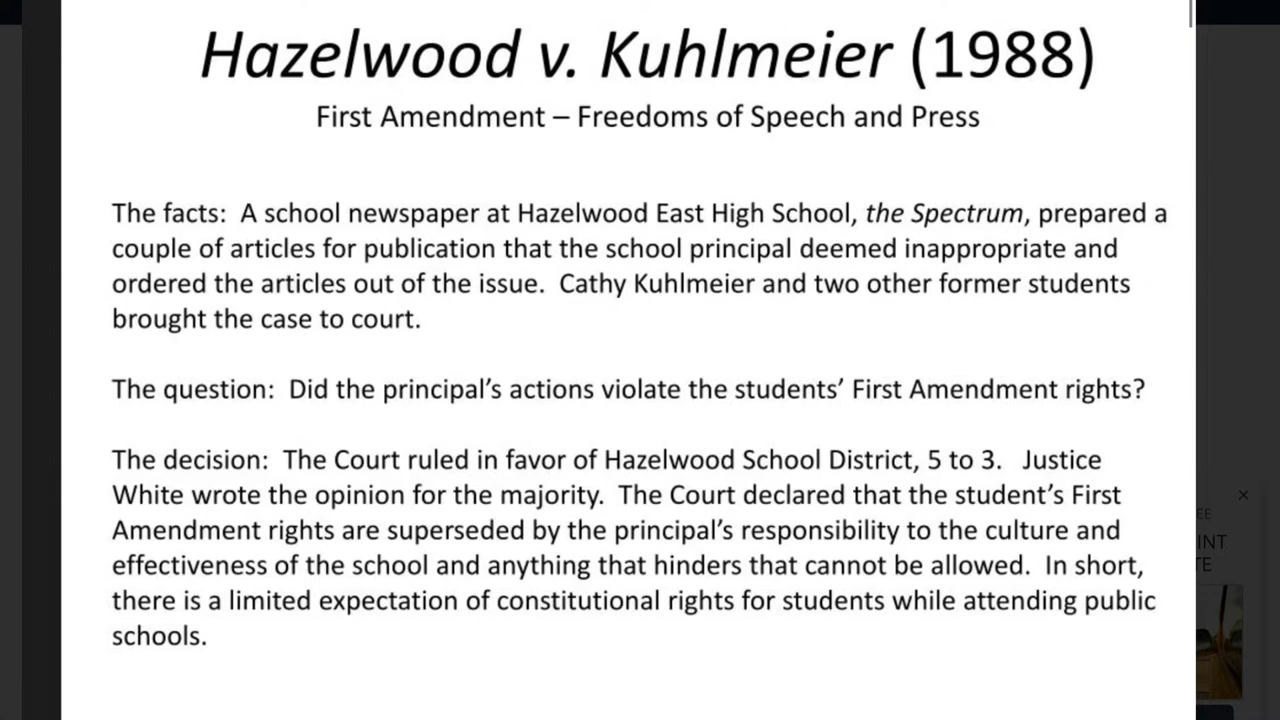 Hazelwood v. Kuhlmeier (1988)
First Amendment – Freedoms of Speech and Press
The facts:  A school newspaper at Hazelwood East High School, the Spectrum, prepared a
couple of articles for publication that the school principal deemed inappropriate and
ordered the articles out of the issue.  Cathy Kuhlmeier and two other former students
brought the case to court.
The question:  Did the principal’s actions violate the students’ First Amendment rights?
The decision:  The Court ruled in favor of Hazelwood School District, 5 to 3.   Justice
White wrote the opinion for the majority.  The Court declared that the student’s First
Amendment rights are superseded by the principal’s responsibility to the culture and
effectiveness of the school and anything that hinders that cannot be allowed.  In short,
there is a limited expectation of constitutional rights for students while attending public
schools.